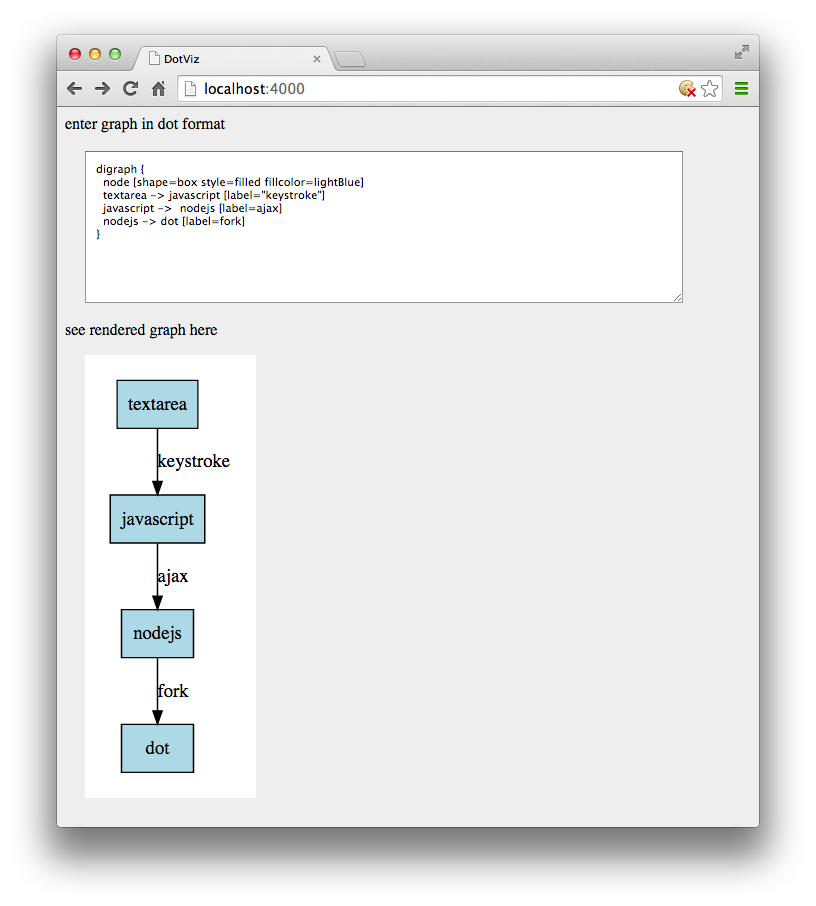 DotViz
localhost:4000
enter graph in dot format
digraph {
  node [shape=box style=filled fillcolor=lightBlue]
  textarea -> javascript [label="keystroke"]
  javascript ->  nodejs [label=ajax]
  nodejs -> dot [label=fork]
}
see rendered graph here
textarea
keystroke
javascript
ajax
nodejs
fork
dot